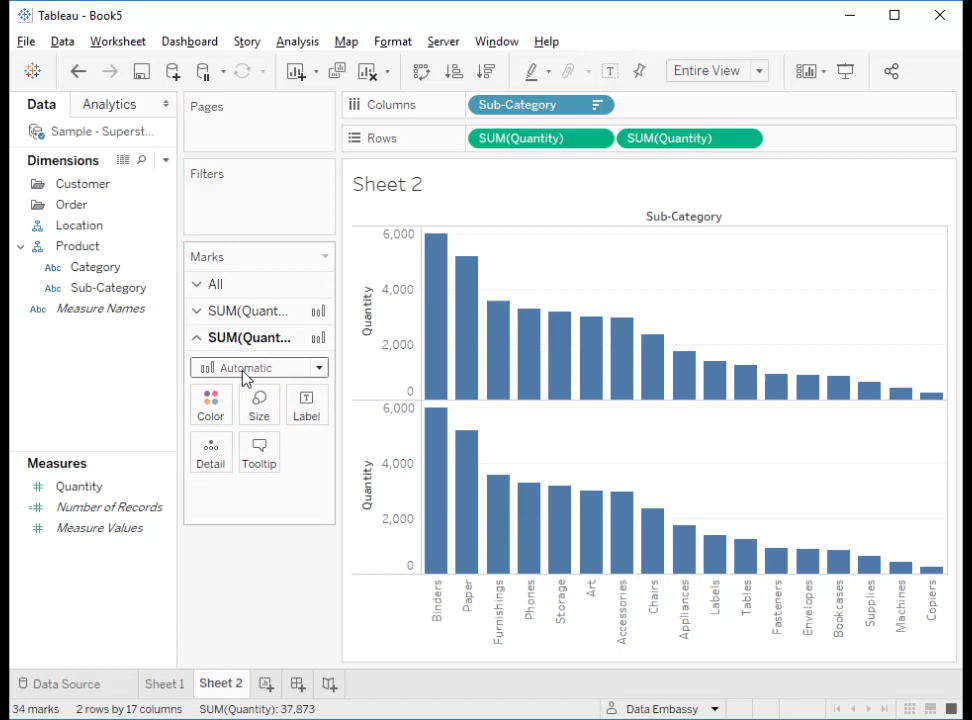 Tableau - Book5
File Data Worksheet Dashboard Story Analysis Map Format Server Window Help
Entire View
Data Analytics
Sample - Superst...
Dimensions
Customer
Order
Location
Product
Abc Category
Abc Sub-Category
Abc Measure Names
Measures
Quantity
Number of Records
Measure Values
Pages
Filters
Marks
All
SUM(Quant...
SUM(Quant...
Automatic
Color Size Label
Detail Tooltip
Columns Sub-Category
Rows SUM(Quantity) SUM(Quantity)
Sheet 2
Sub-Category
Quantity
6,000
4,000
2,000
0
Quantity
6,000
4,000
2,000
0
Binders
Paper
Furnishings
Phones
Storage
Art
Accessories
Chairs
Appliances
Labels
Tables
Fasteners
Envelopes
Bookcases
Supplies
Machines
Copiers
Data Source Sheet 1 Sheet 2
34 marks 2 rows by 17 columns SUM(Quantity): 37,873 Data Embassy